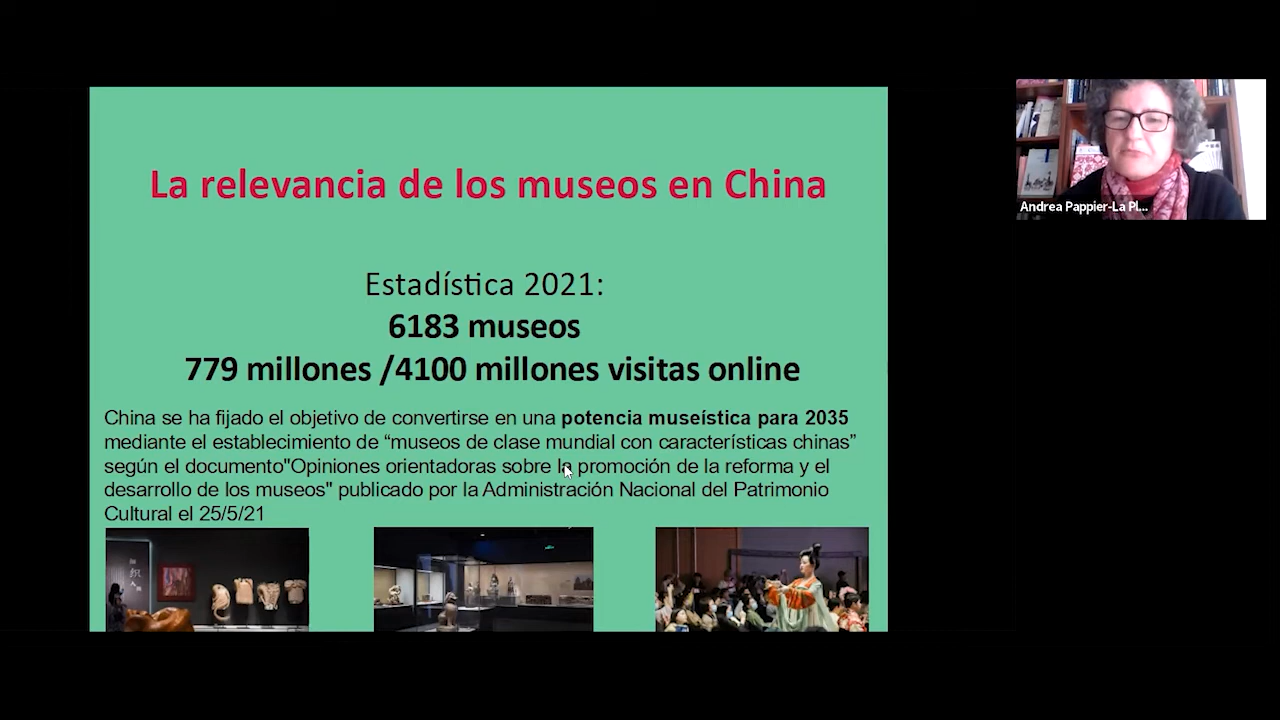 La relevancia de los museos en China
Estadística 2021:
6183 museos
779 millones /4100 millones visitas online
China se ha fijado el objetivo de convertirse en una potencia museística para 2035
mediante el establecimiento de “museos de clase mundial con características chinas”
según el documento"Opiniones orientadoras sobre la promoción de la reforma y el
desarrollo de los museos" publicado por la Administración Nacional del Patrimonio
Cultural el 25/5/21
Andrea Pappier-La Pl...